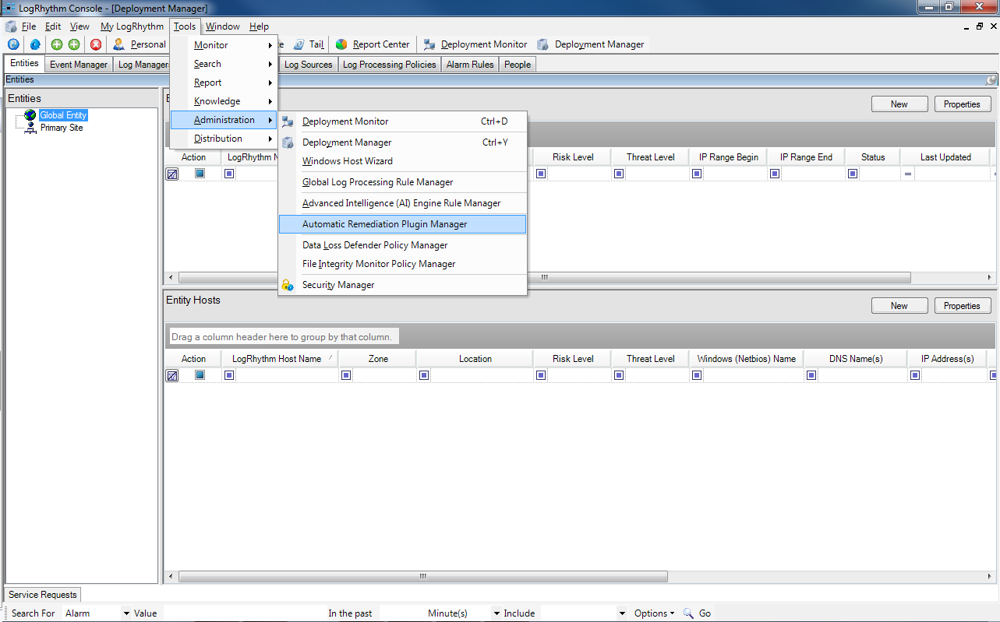 LogRhythm Console - [Deployment Manager]
File Edit View My LogRhythm Tools Window Help
Personal Tail Report Center Deployment Monitor Deployment Manager
Entities Event Manager Log Managers Log Sources Log Processing Policies Alarm Rules People
Entities
Entities
Global Entity
Primary Site
Monitor
Search
Report
Knowledge
Administration
Distribution
Deployment Monitor Ctrl+D
Deployment Manager Ctrl+Y
Windows Host Wizard
Global Log Processing Rule Manager
Advanced Intelligence (AI) Engine Rule Manager
Automatic Remediation Plugin Manager
Data Loss Defender Policy Manager
File Integrity Monitor Policy Manager
Security Manager
New Properties
Action LogRhythm Risk Level Threat Level IP Range Begin IP Range End Status Last Updated
Entity Hosts
New Properties
Drag a column header here to group by that column.
Action LogRhythm Host Name Zone Location Risk Level Threat Level Windows (Netbios) Name DNS Name(s) IP Address(s)
Service Requests
Search For Alarm Value In the past Minute(s) Include Options Go